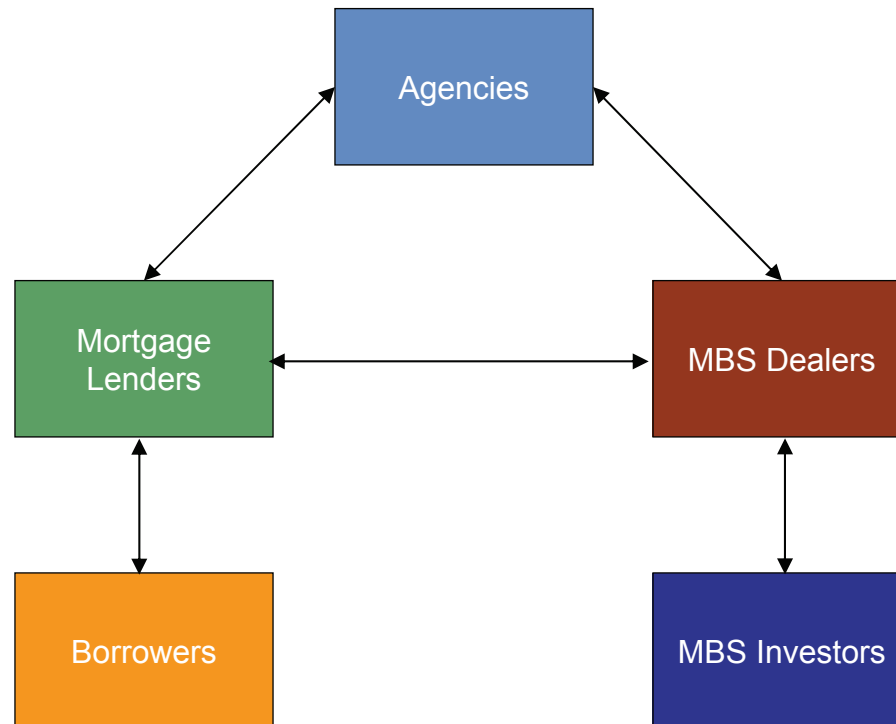 Agencies
Mortgage
Lenders
MBS Dealers
Borrowers
MBS Investors